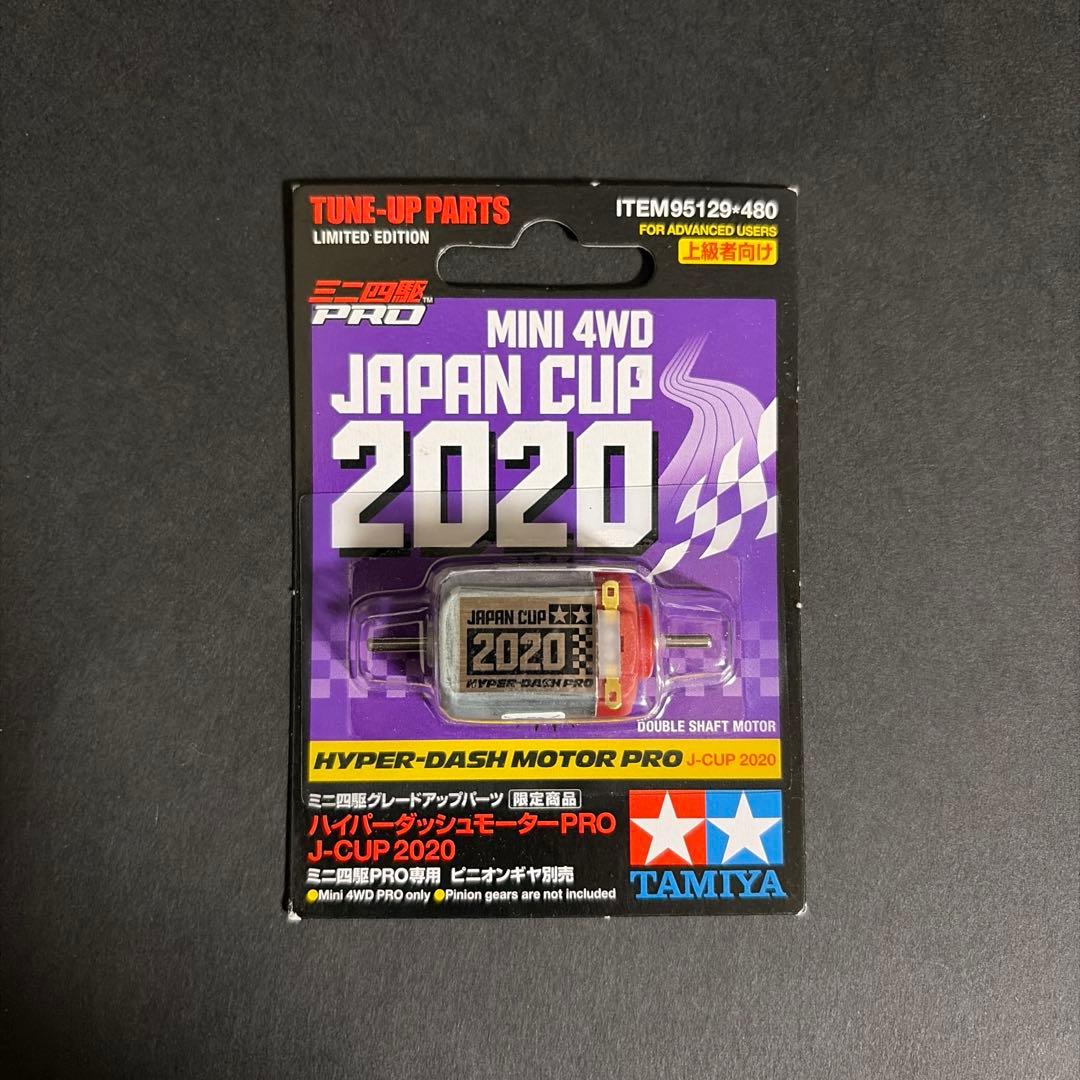 TUNE-UP PARTS
LIMITED EDITION
ITEM95129*480
FOR ADVANCED USERS
上級者向け
ミニ四駆™
PRO
MINI 4WD
JAPAN CUP
2020
JAPAN CUP
2020
HYPER-DASH PRO
DOUBLE SHAFT MOTOR
HYPER-DASH MOTOR PRO J-CUP 2020
ミニ四駆グレードアップパーツ 限定商品
ハイパーダッシュモーターPRO
J-CUP 2020
ミニ四駆PRO専用 ピニオンギヤ別売
●Mini 4WD PRO only ●Pinion gears are not included
TAMIYA